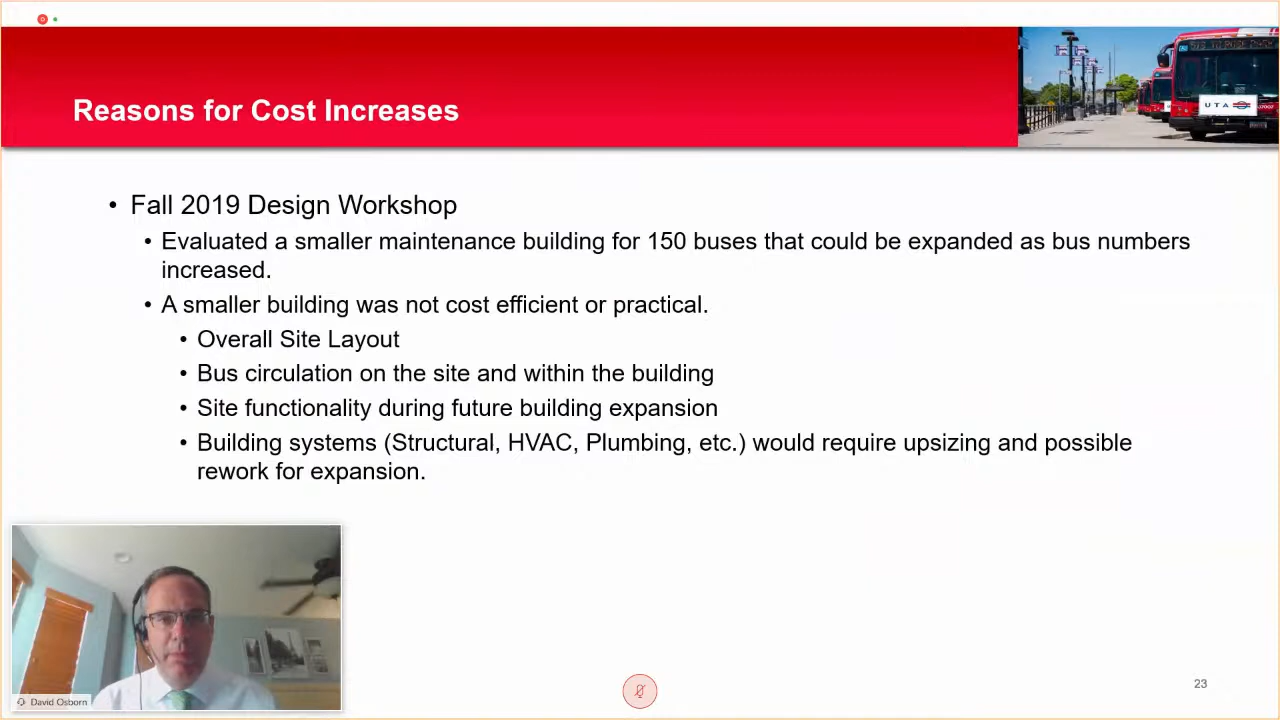 Reasons for Cost Increases
UTA
• Fall 2019 Design Workshop
• Evaluated a smaller maintenance building for 150 buses that could be expanded as bus numbers
increased.
• A smaller building was not cost efficient or practical.
• Overall Site Layout
• Bus circulation on the site and within the building
• Site functionality during future building expansion
• Building systems (Structural, HVAC, Plumbing, etc.) would require upsizing and possible
rework for expansion.
David Osborn
23